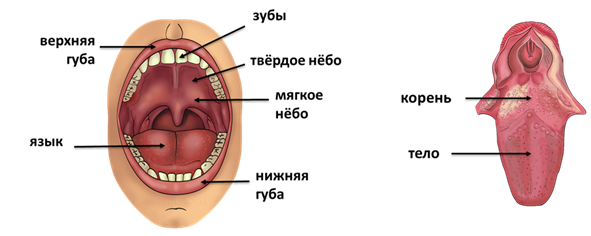 зубы
верхняя
губа
твёрдое нёбо
мягкое
нёбо
язык
нижняя
губа
корень
тело